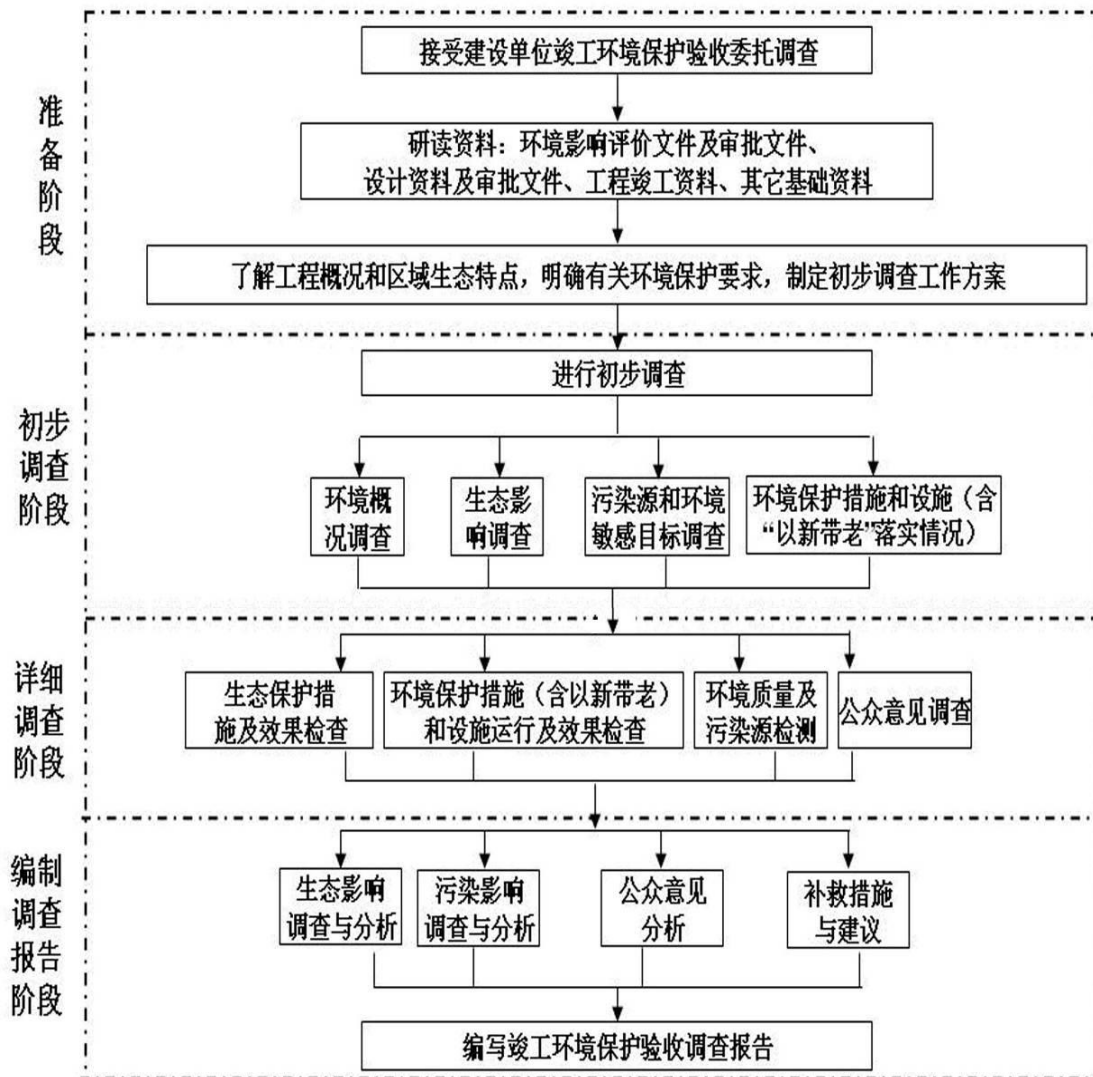 准备阶段
接受建设单位竣工环境保护验收委托调查
研读资料：环境影响评价文件及审批文件、
设计资料及审批文件、工程竣工资料、其它基础资料
了解工程概况和区域生态特点，明确有关环境保护要求，制定初步调查工作方案
初步
调查
阶段
进行初步调查
环境概
况调查
生态影
响调查
污染源和环境
敏感目标调查
环境保护措施和设施（含
“以新带老”落实情况）
详细
调查
阶段
生态保护措
施及效果检查
环境保护措施（含以新带老）
和设施运行及效果检查
环境质量及
污染源检测
公众意见调查
编制
调查
报告
阶段
生态影响
调查与分析
污染影响
调查与分析
公众意见
分析
补救措施
与建议
编写竣工环境保护验收调查报告